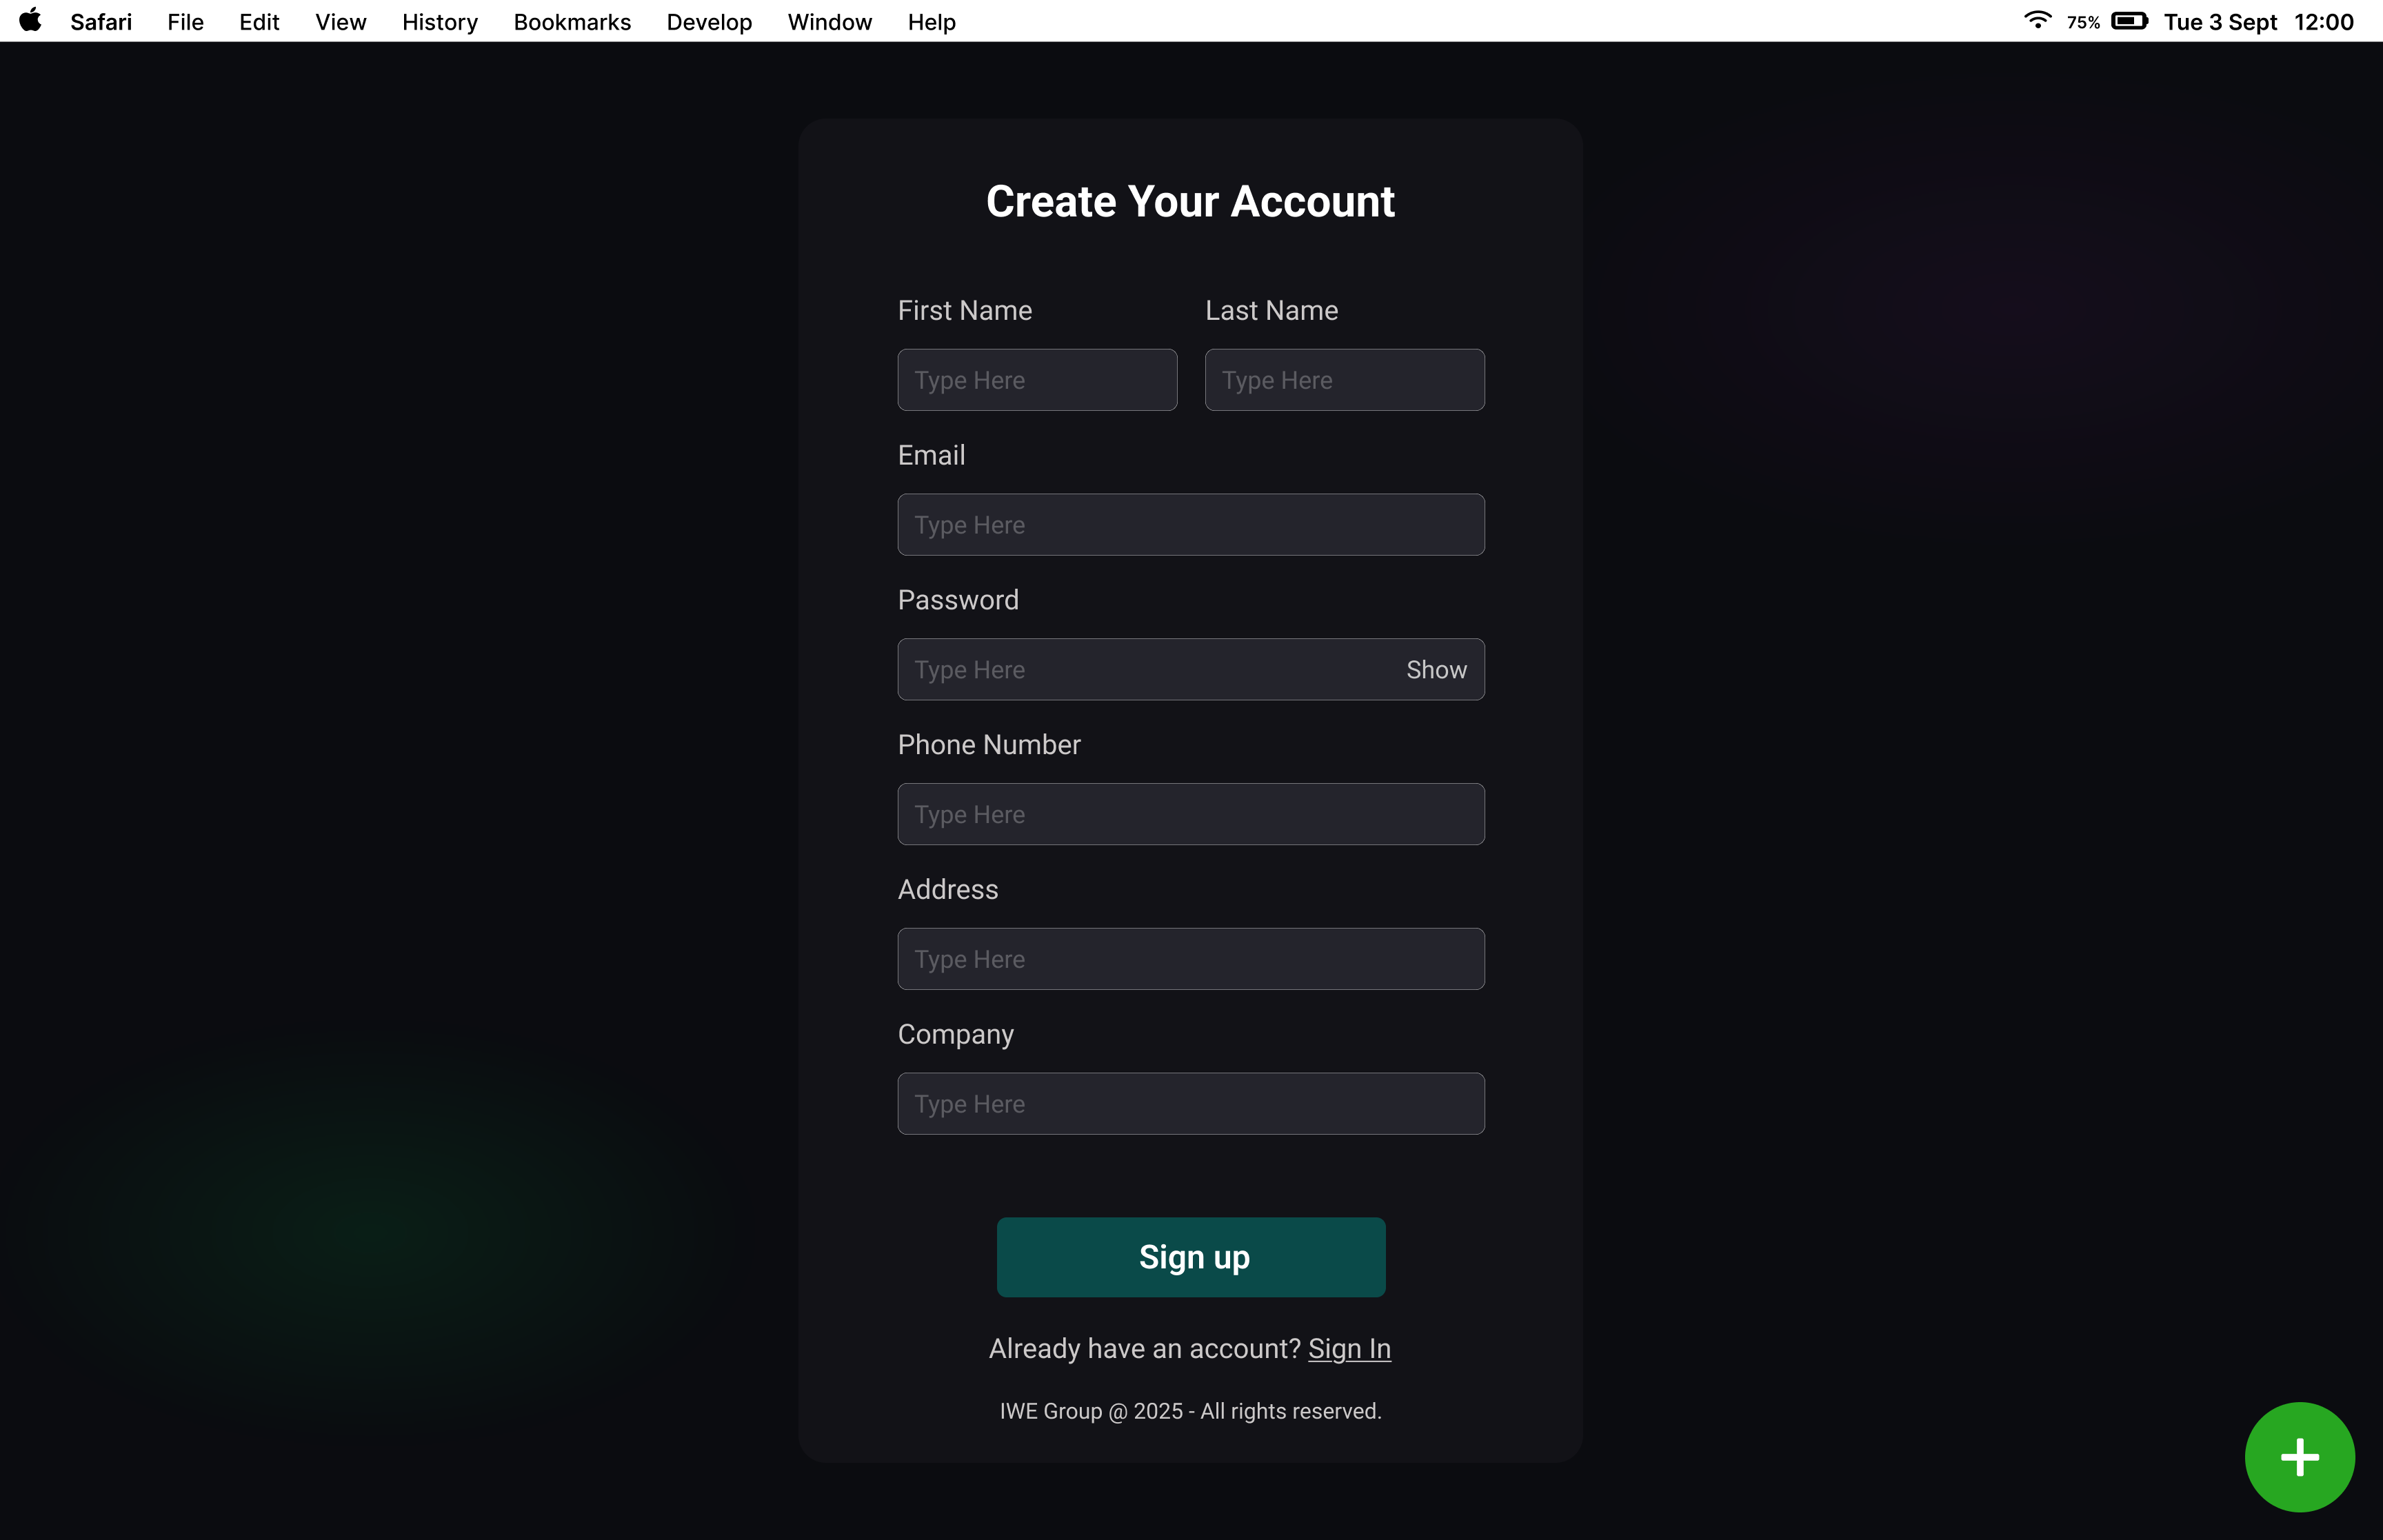 Safari File Edit View History Bookmarks Develop Window Help 75% Tue 3 Sept 12:00
Create Your Account
First Name Last Name
Type Here Type Here
Email
Type Here
Password
Type Here Show
Phone Number
Type Here
Address
Type Here
Company
Type Here
Sign up
Already have an account? Sign In
IWE Group @ 2025 - All rights reserved.